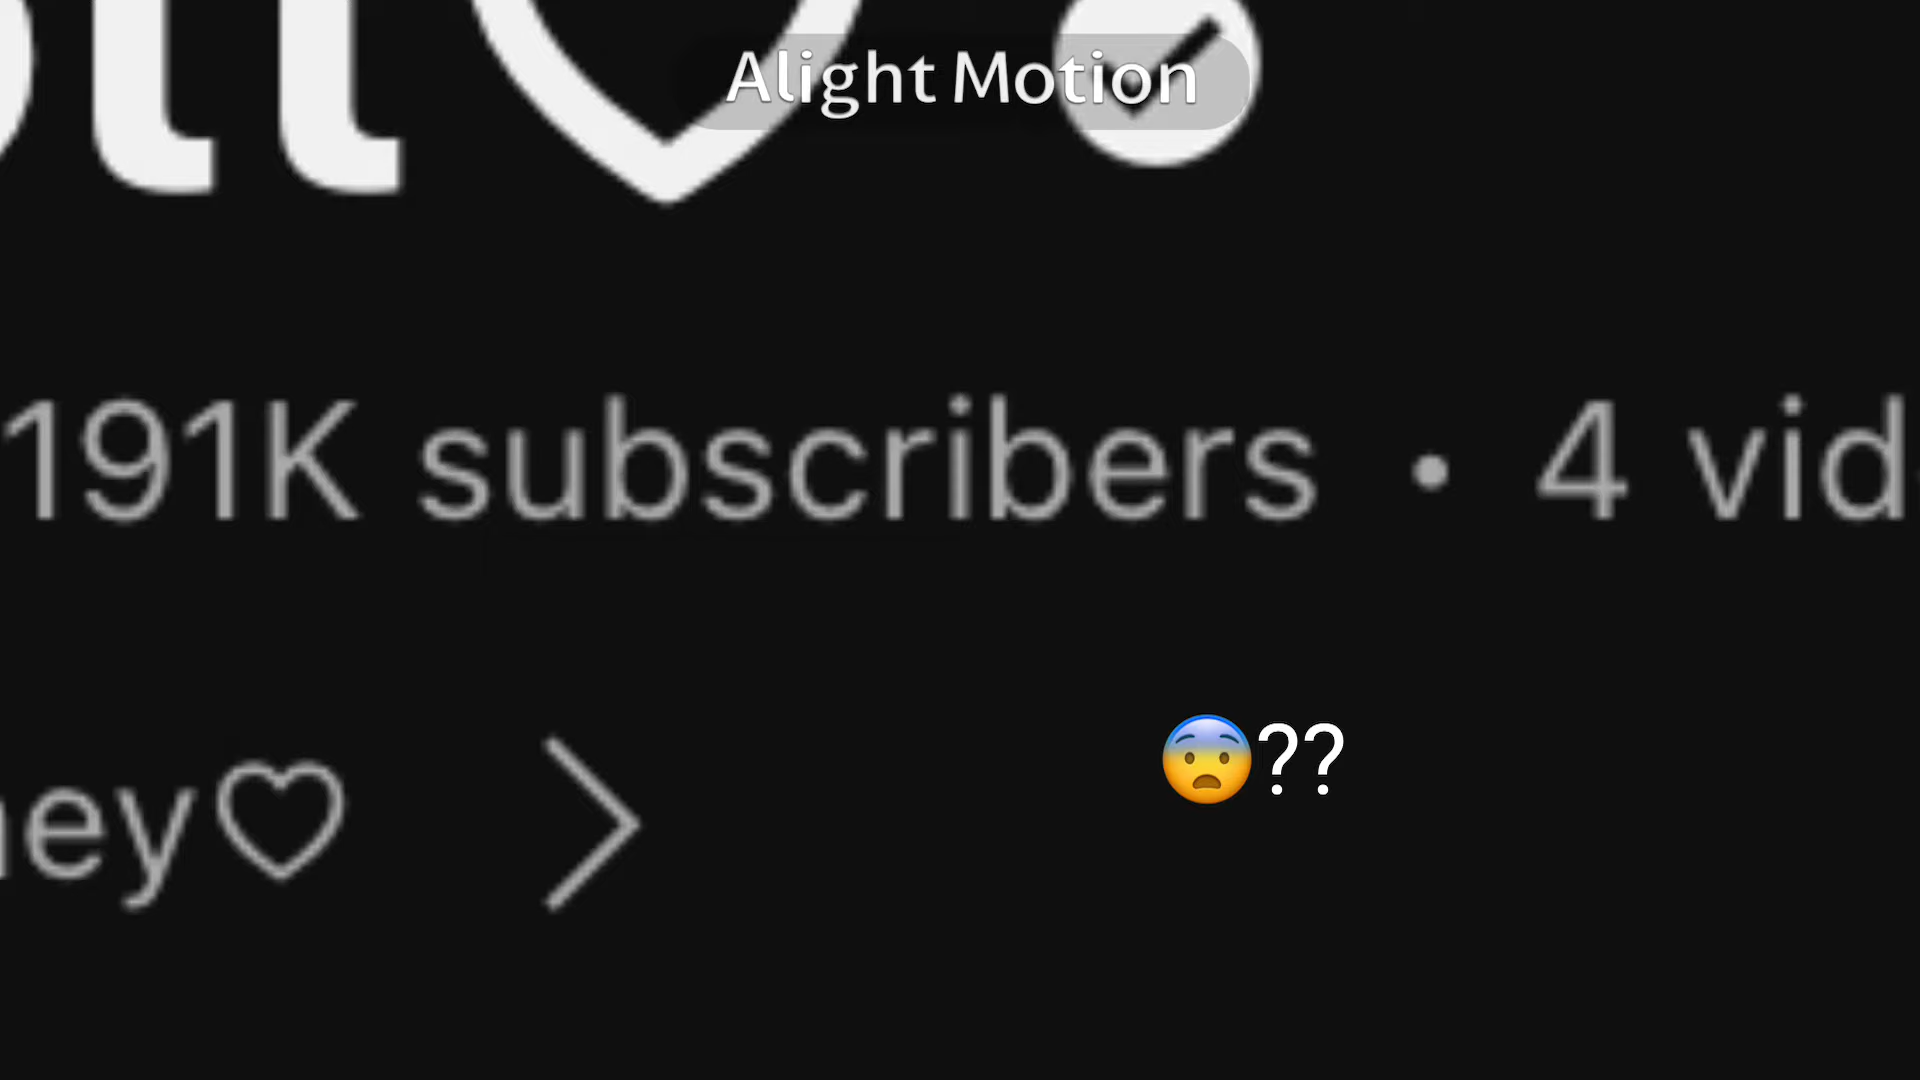 Alight Motion
191K subscribers • 4 vid
ey♡
😨??